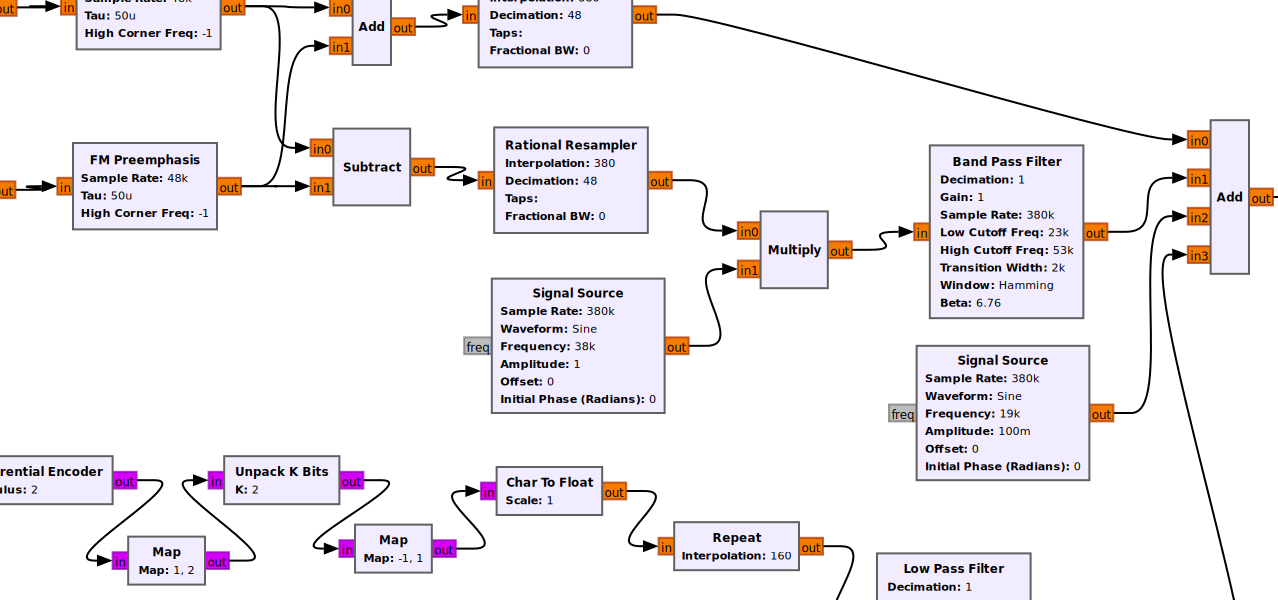 Tau: 50u
High Corner Freq: -1
out
in
out
in0
in1
Add
out
in
Decimation: 48
Taps:
Fractional BW: 0
out
out
in
FM Preemphasis
Sample Rate: 48k
Tau: 50u
High Corner Freq: -1
out
in0
in1
Subtract
out
in
Rational Resampler
Interpolation: 380
Decimation: 48
Taps:
Fractional BW: 0
out
freq
Signal Source
Sample Rate: 380k
Waveform: Sine
Frequency: 38k
Amplitude: 1
Offset: 0
Initial Phase (Radians): 0
out
in0
in1
Multiply
out
in
Band Pass Filter
Decimation: 1
Gain: 1
Sample Rate: 380k
Low Cutoff Freq: 23k
High Cutoff Freq: 53k
Transition Width: 2k
Window: Hamming
Beta: 6.76
out
freq
Signal Source
Sample Rate: 380k
Waveform: Sine
Frequency: 19k
Amplitude: 100m
Offset: 0
Initial Phase (Radians): 0
out
in0
in1
in2
in3
Add
out
rential Encoder
ulus: 2
out
in
Map
Map: 1, 2
out
in
Unpack K Bits
K: 2
out
in
Map
Map: -1, 1
out
in
Char To Float
Scale: 1
out
in
Repeat
Interpolation: 160
out
Low Pass Filter
Decimation: 1